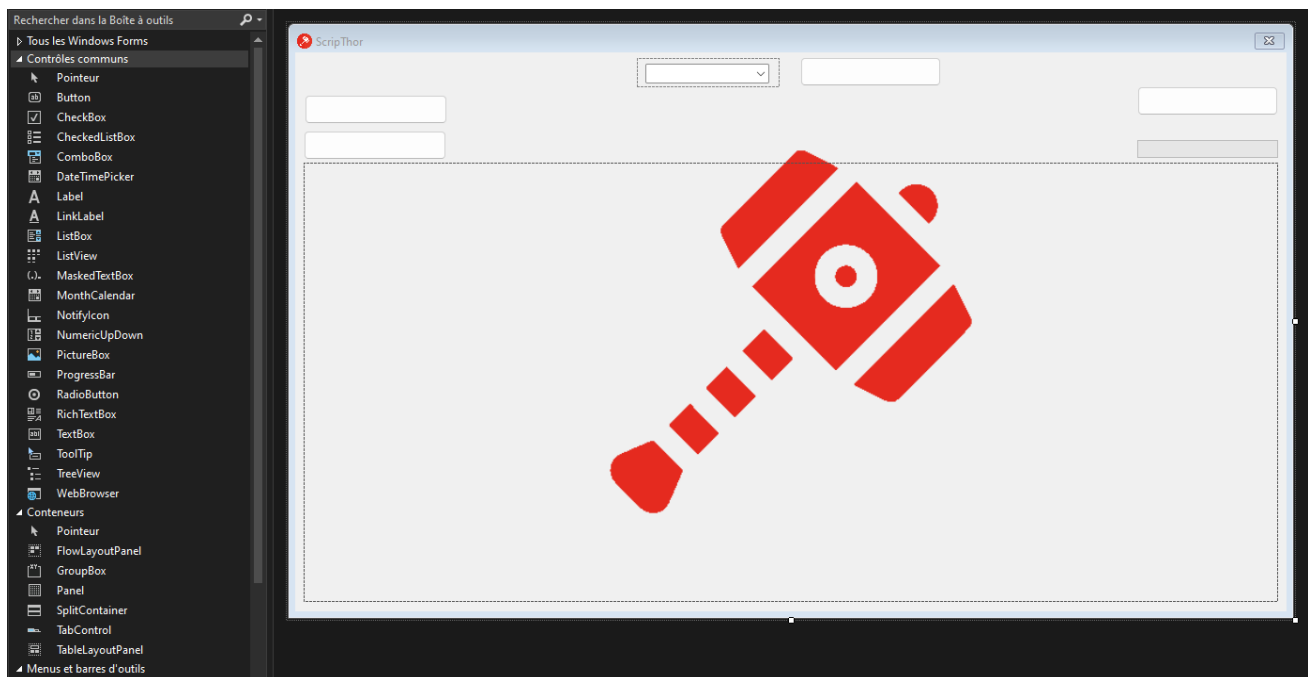 Rechercher dans la Boîte à outils
Tous les Windows Forms
Contrôles communs
Pointeur
Button
CheckBox
CheckedListBox
ComboBox
DateTimePicker
Label
LinkLabel
ListBox
ListView
MaskedTextBox
MonthCalendar
NotifyIcon
NumericUpDown
PictureBox
ProgressBar
RadioButton
RichTextBox
TextBox
ToolTip
TreeView
WebBrowser
Conteneurs
Pointeur
FlowLayoutPanel
GroupBox
Panel
SplitContainer
TabControl
TableLayoutPanel
Menus et barres d'outils
ScripThor